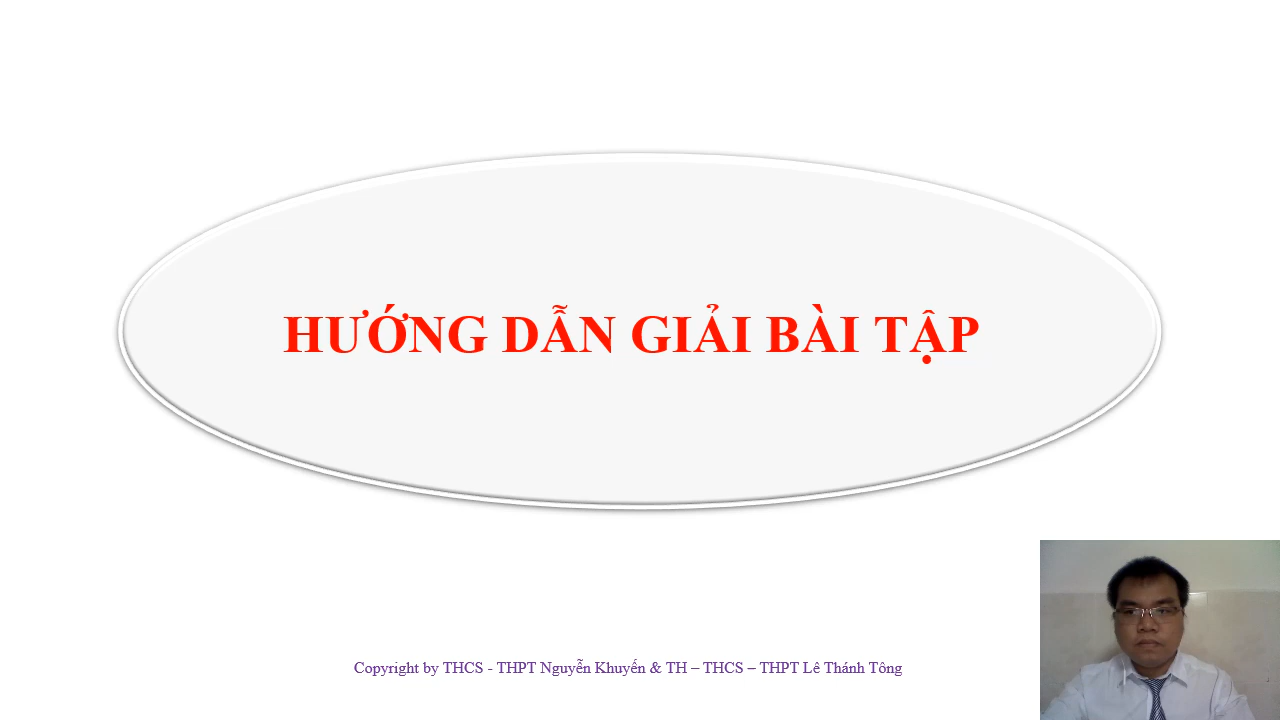 HƯỚNG DẪN GIẢI BÀI TẬP
Copyright by THCS - THPT Nguyễn Khuyến & TH – THCS – THPT Lê Thánh Tông